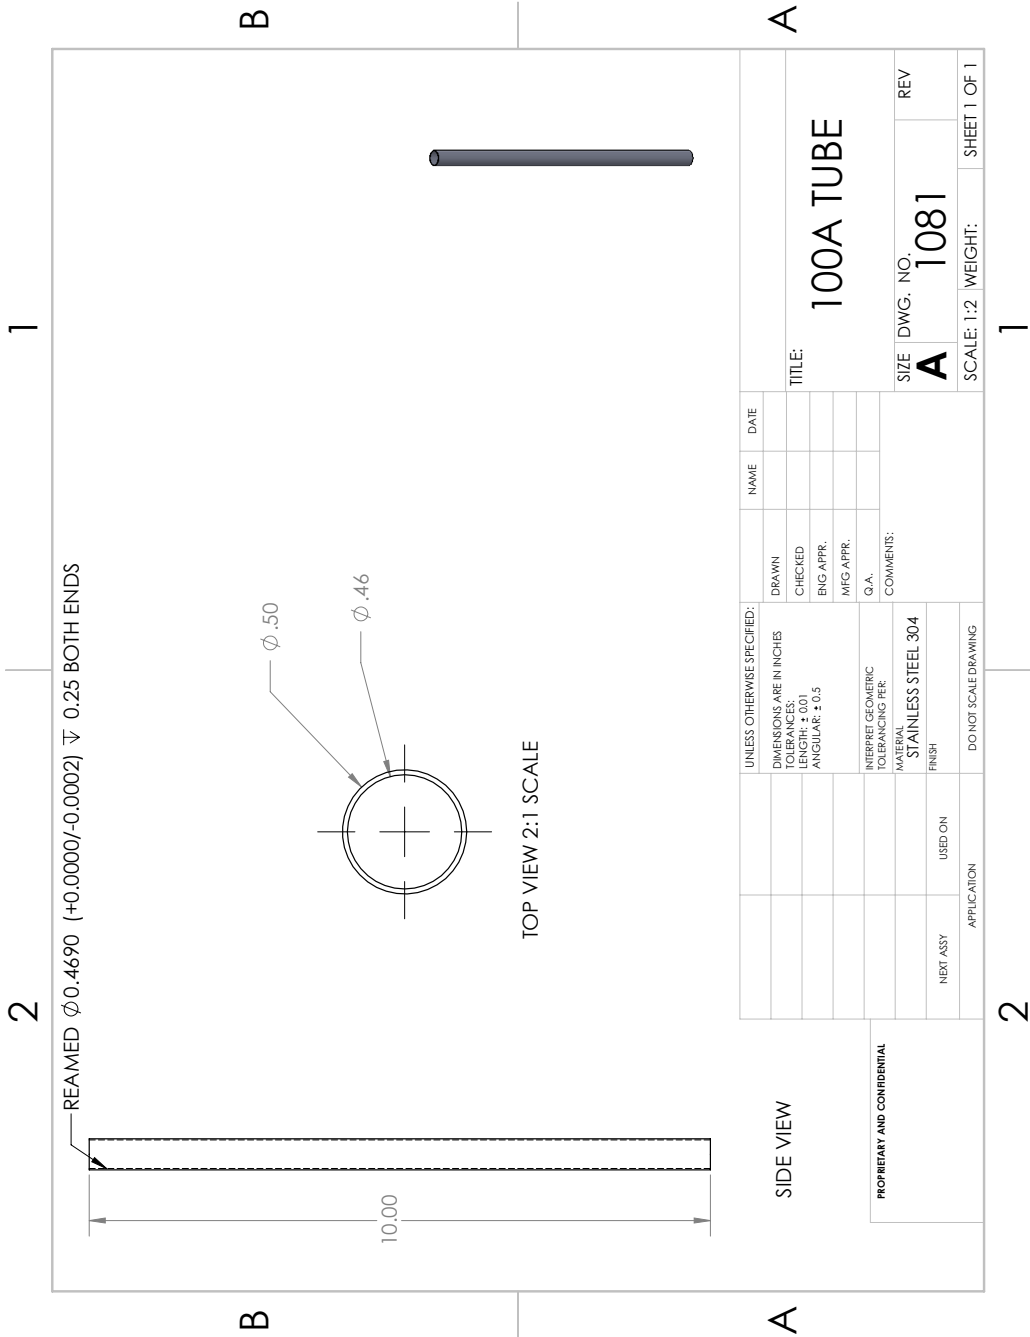 2
1
B
B
A
A
2
1
REAMED ∅0.4690 (+0.0000/-0.0002) ↧ 0.25 BOTH ENDS
∅.50
∅.46
10.00
TOP VIEW 2:1 SCALE
SIDE VIEW
PROPRIETARY AND CONFIDENTIAL
NEXT ASSY
USED ON
APPLICATION
UNLESS OTHERWISE SPECIFIED:
DIMENSIONS ARE IN INCHES
TOLERANCES:
LENGTH: ± 0.01
ANGULAR: ± 0.5
INTERPRET GEOMETRIC
TOLERANCING PER:
MATERIAL
STAINLESS STEEL 304
FINISH
DO NOT SCALE DRAWING
NAME
DATE
DRAWN
CHECKED
ENG APPR.
MFG APPR.
Q.A.
COMMENTS:
TITLE:
100A TUBE
SIZE
A
DWG. NO.
1081
REV
SCALE: 1:2
WEIGHT:
SHEET 1 OF 1